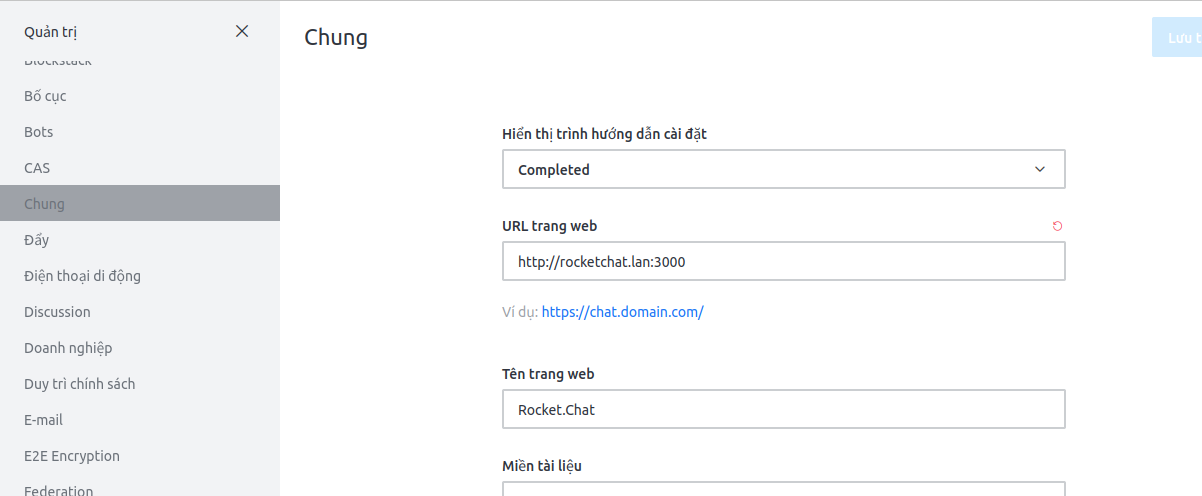 Quản trị
Blockstack
Bố cục
Bots
CAS
Chung
Đẩy
Điện thoại di động
Discussion
Doanh nghiệp
Duy trì chính sách
E-mail
E2E Encryption
Federation
Chung
Lưu t
Hiển thị trình hướng dẫn cài đặt
Completed
URL trang web
http://rocketchat.lan:3000
Ví dụ: https://chat.domain.com/
Tên trang web
Rocket.Chat
Miền tài liệu